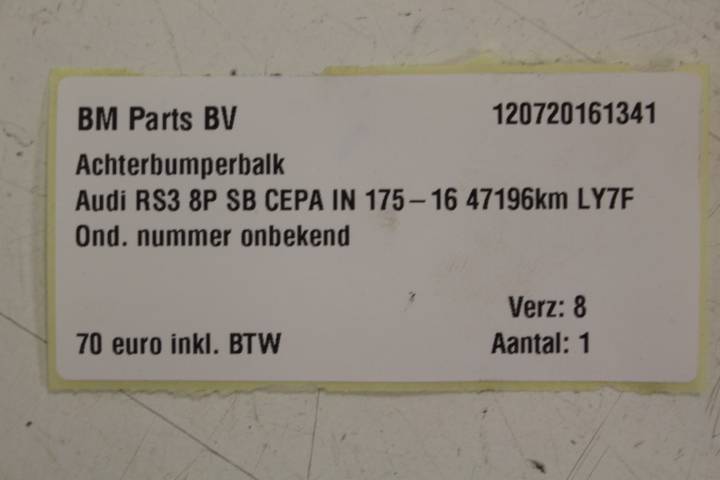 BM Parts BV 120720161341
Achterbumperbalk
Audi RS3 8P SB CEPA IN 175-16 47196km LY7F
Ond. nummer onbekend
Verz: 8
70 euro inkl. BTW Aantal: 1